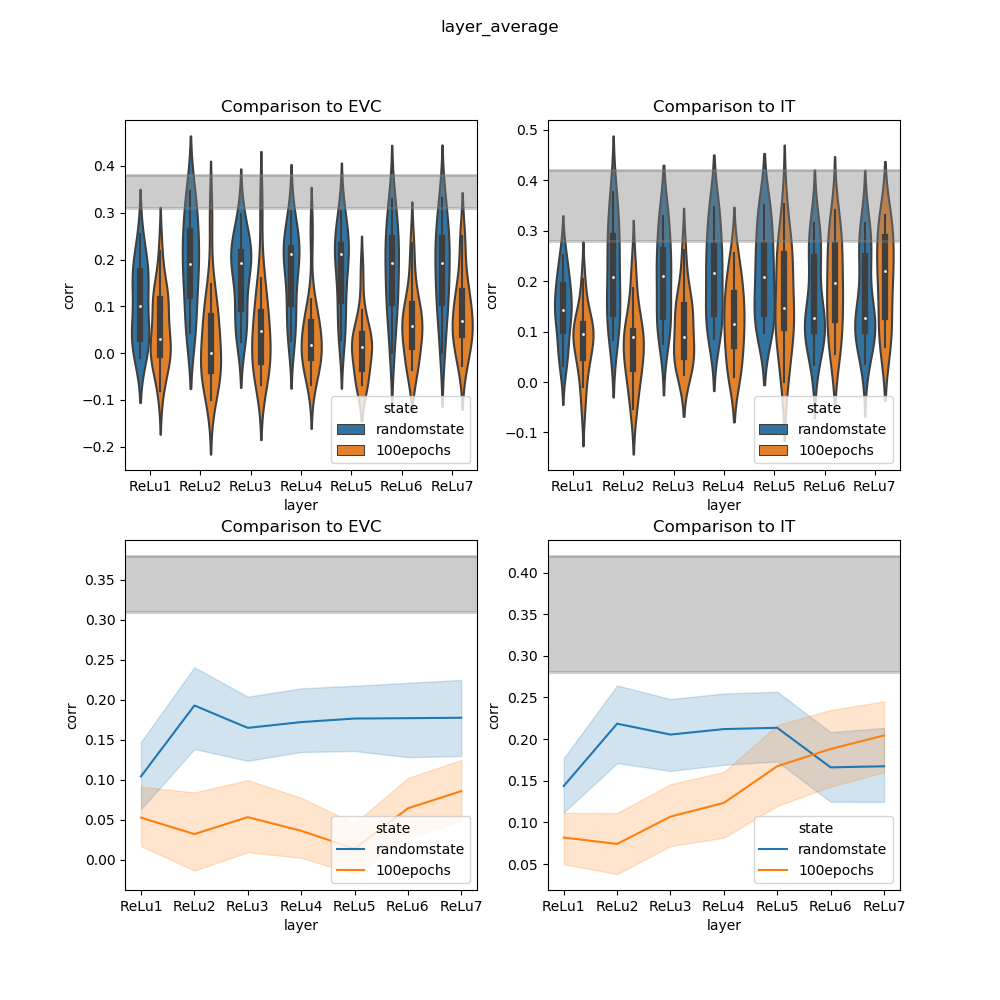 layer_average
Comparison to EVC
corr
0.4
0.3
0.2
0.1
0.0
−0.1
−0.2
state
randomstate
100epochs
ReLu1 ReLu2 ReLu3 ReLu4 ReLu5 ReLu6 ReLu7
layer
Comparison to IT
corr
0.5
0.4
0.3
0.2
0.1
0.0
−0.1
state
randomstate
100epochs
ReLu1 ReLu2 ReLu3 ReLu4 ReLu5 ReLu6 ReLu7
layer
Comparison to EVC
corr
0.35
0.30
0.25
0.20
0.15
0.10
0.05
0.00
state
randomstate
100epochs
ReLu1 ReLu2 ReLu3 ReLu4 ReLu5 ReLu6 ReLu7
layer
Comparison to IT
corr
0.40
0.35
0.30
0.25
0.20
0.15
0.10
0.05
state
randomstate
100epochs
ReLu1 ReLu2 ReLu3 ReLu4 ReLu5 ReLu6 ReLu7
layer